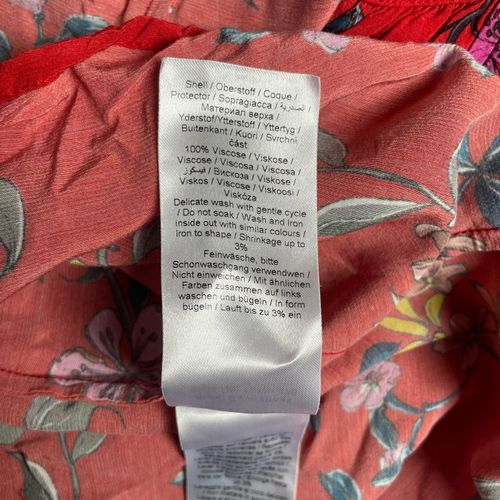 Shell / Oberstoff / Coque /
Protector / Sopragiacca / الصدرية /
Материал верха /
Yderstof/Ytterstoff / Yttertyg /
Buitenkant / Kuori / Svrchní
část
100% Viscose / Viskose /
Viscose / Viscosa / Viscosa /
فيسكوز / Вискоза / Viskose /
Viskos / Viscose / Viskoosi /
Viskóza
Delicate wash with gentle cycle
/ Do not soak / Wash and Iron
inside out with similar colours /
Iron to shape / Shrinkage up to
3%
Feinwäsche, bitte
Schonwaschgang verwendwen /
Nicht einweichen / Mit ähnlichen
Farben zusammen auf links
waschen und bügeln / In form
bügeln / Lauft bis zu 3% ein